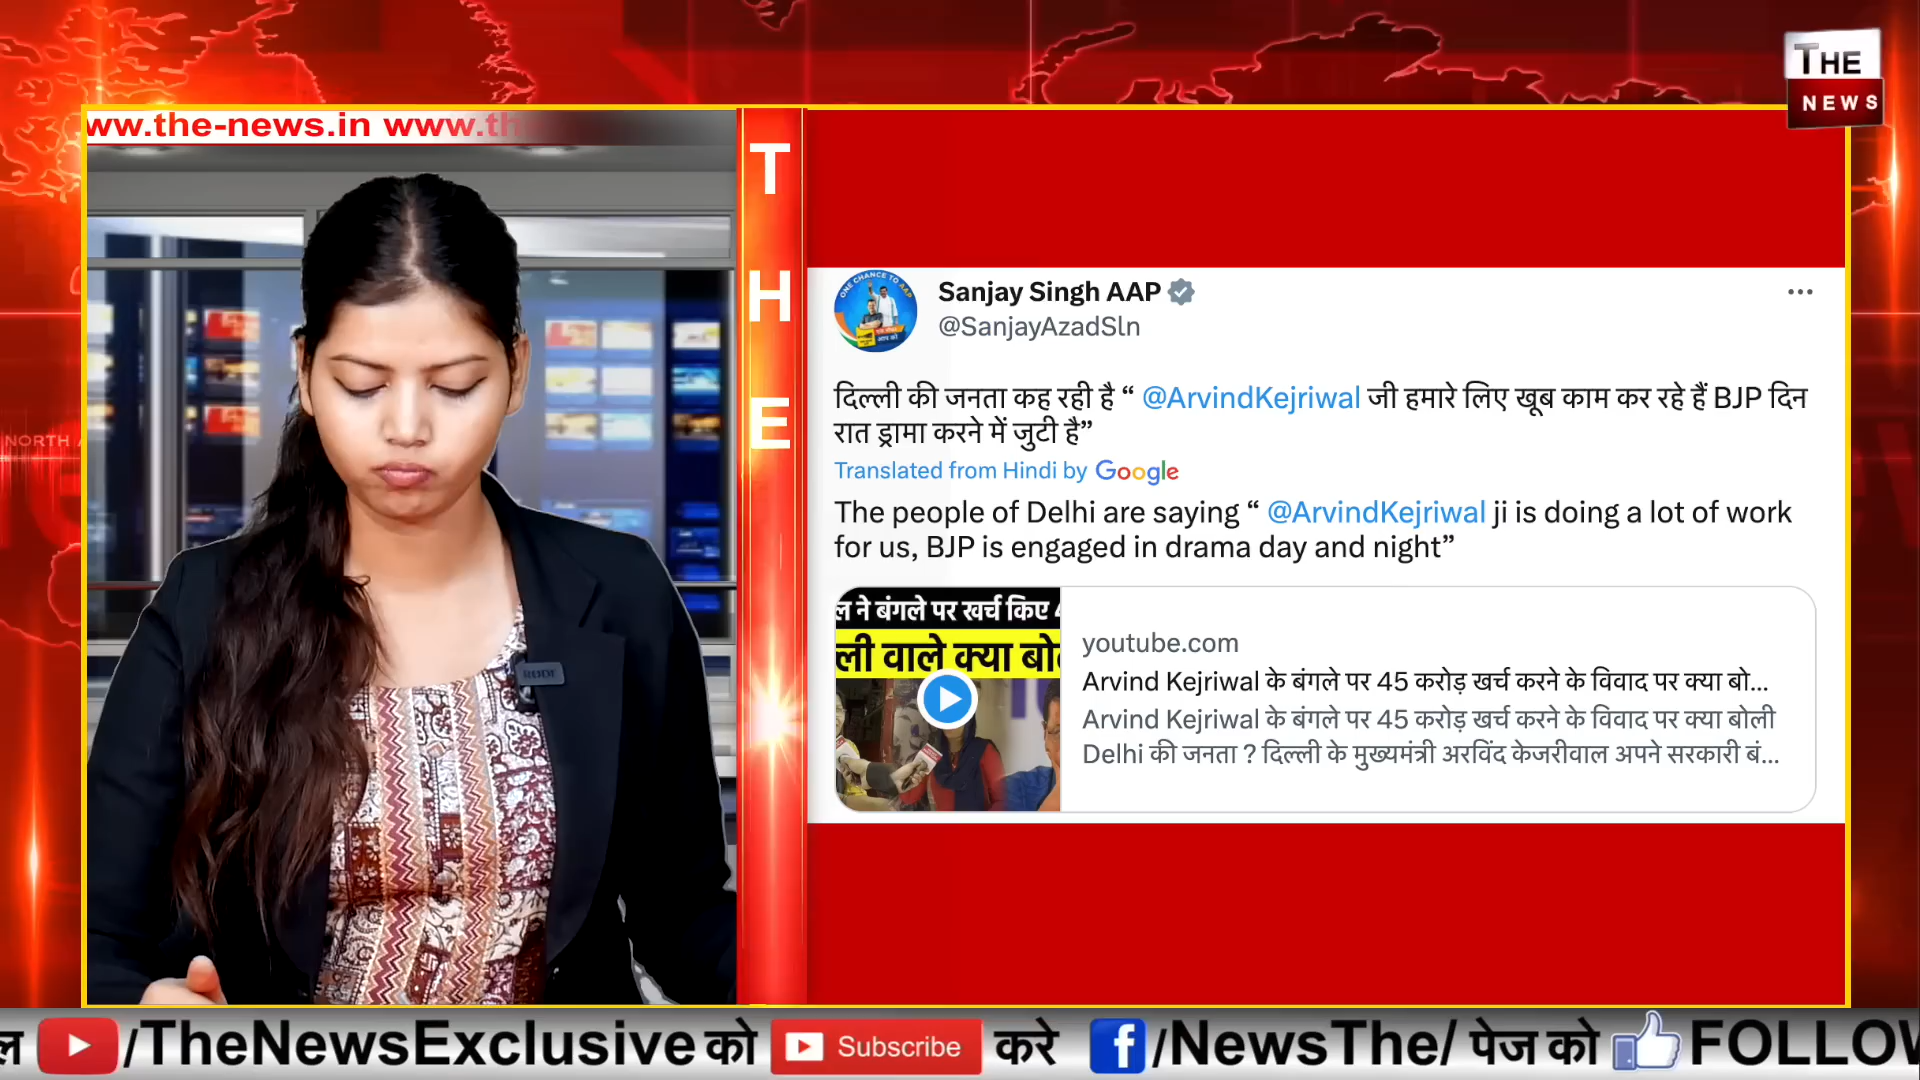 THE
NEWS
www.the-news.in www.th
THE
NORTH
Sanjay Singh AAP
@SanjayAzadSln
दिल्ली की जनता कह रही है “ @ArvindKejriwal जी हमारे लिए खूब काम कर रहे हैं BJP दिन
रात ड्रामा करने में जुटी है”
Translated from Hindi by Google
The people of Delhi are saying “ @ArvindKejriwal ji is doing a lot of work
for us, BJP is engaged in drama day and night”
ल ने बंगले पर खर्च किए 4
ली वाले क्या बो
youtube.com
Arvind Kejriwal के बंगले पर 45 करोड़ खर्च करने के विवाद पर क्या बो...
Arvind Kejriwal के बंगले पर 45 करोड़ खर्च करने के विवाद पर क्या बोली
Delhi की जनता ? दिल्ली के मुख्यमंत्री अरविंद केजरीवाल अपने सरकारी बं...
ल /TheNewsExclusive को Subscribe करे f /NewsThe/ पेज को FOLLOW